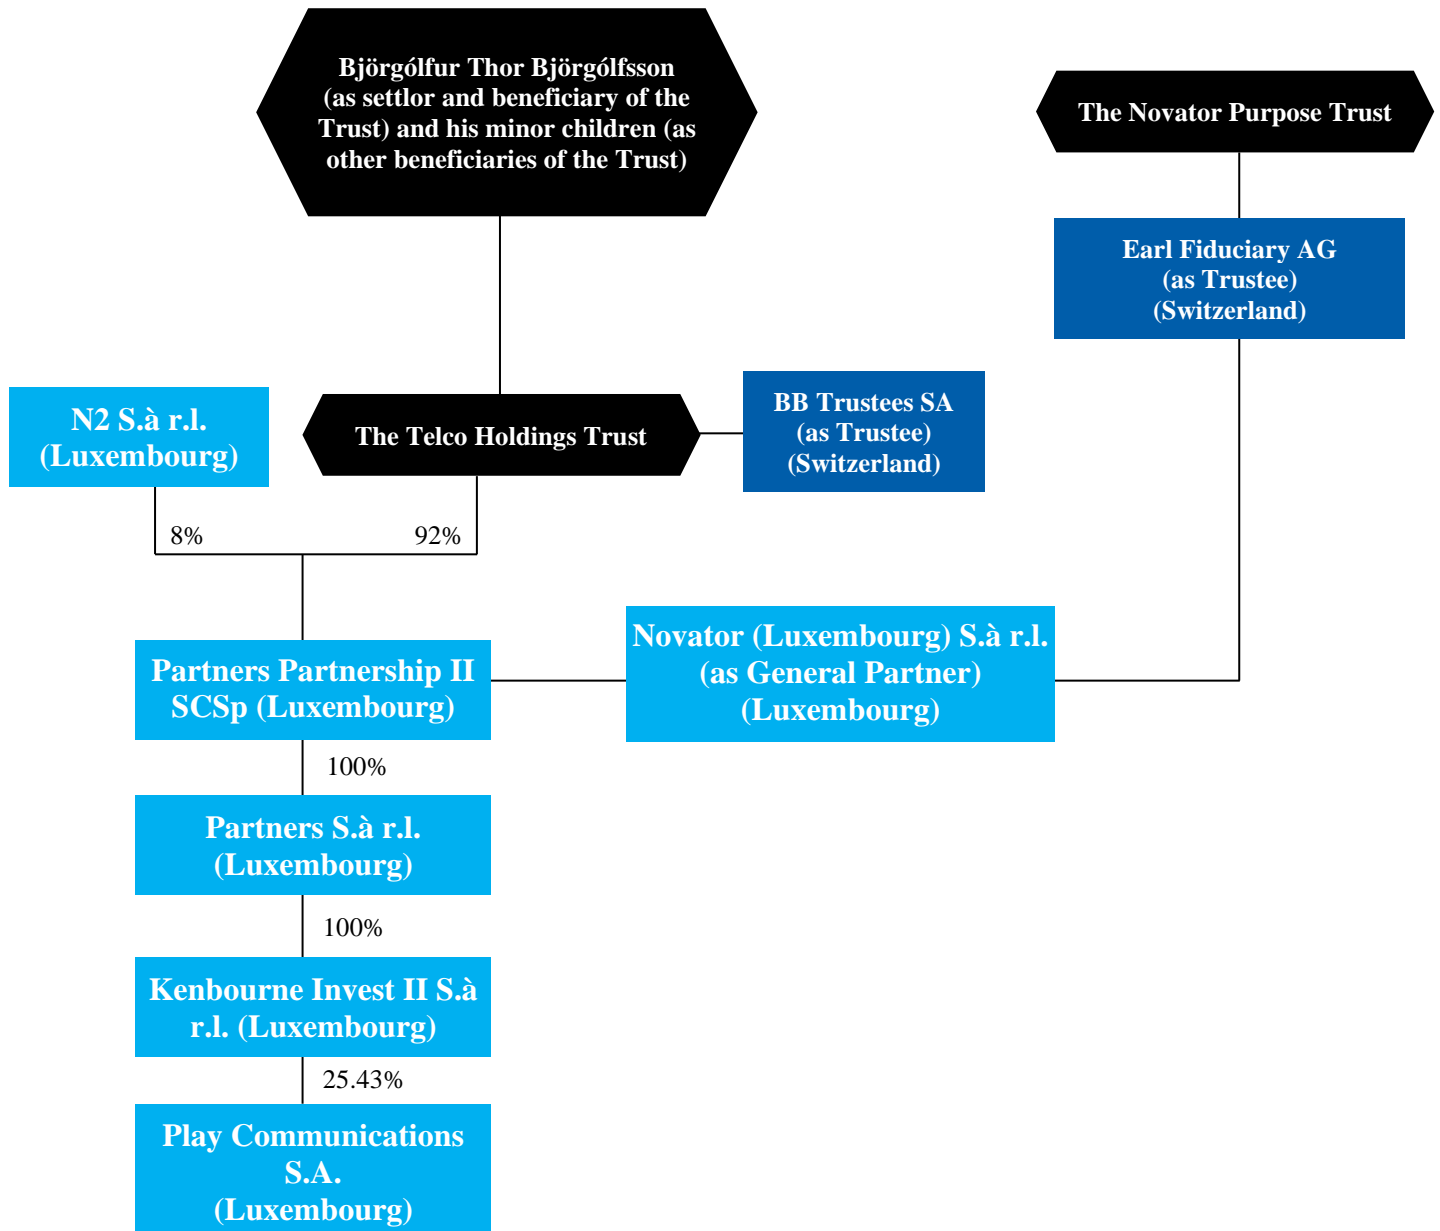 Björgólfur Thor Björgólfsson
(as settlor and beneficiary of the
Trust) and his minor children (as
other beneficiaries of the Trust)
The Novator Purpose Trust
Earl Fiduciary AG
(as Trustee)
(Switzerland)
N2 S.à r.l.
(Luxembourg)
The Telco Holdings Trust
BB Trustees SA
(as Trustee)
(Switzerland)
8%
92%
Partners Partnership II
SCSp (Luxembourg)
Novator (Luxembourg) S.à r.l.
(as General Partner)
(Luxembourg)
100%
Partners S.à r.l.
(Luxembourg)
100%
Kenbourne Invest II S.à
r.l. (Luxembourg)
25.43%
Play Communications
S.A.
(Luxembourg)